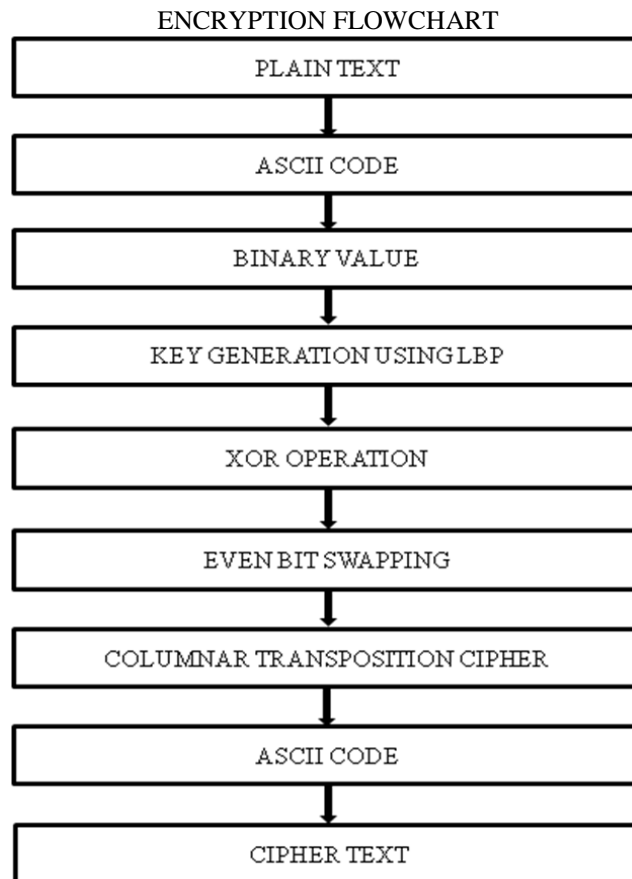 ENCRYPTION FLOWCHART
PLAIN TEXT
ASCII CODE
BINARY VALUE
KEY GENERATION USING LBP
XOR OPERATION
EVEN BIT SWAPPING
COLUMNAR TRANSPOSITION CIPHER
ASCII CODE
CIPHER TEXT